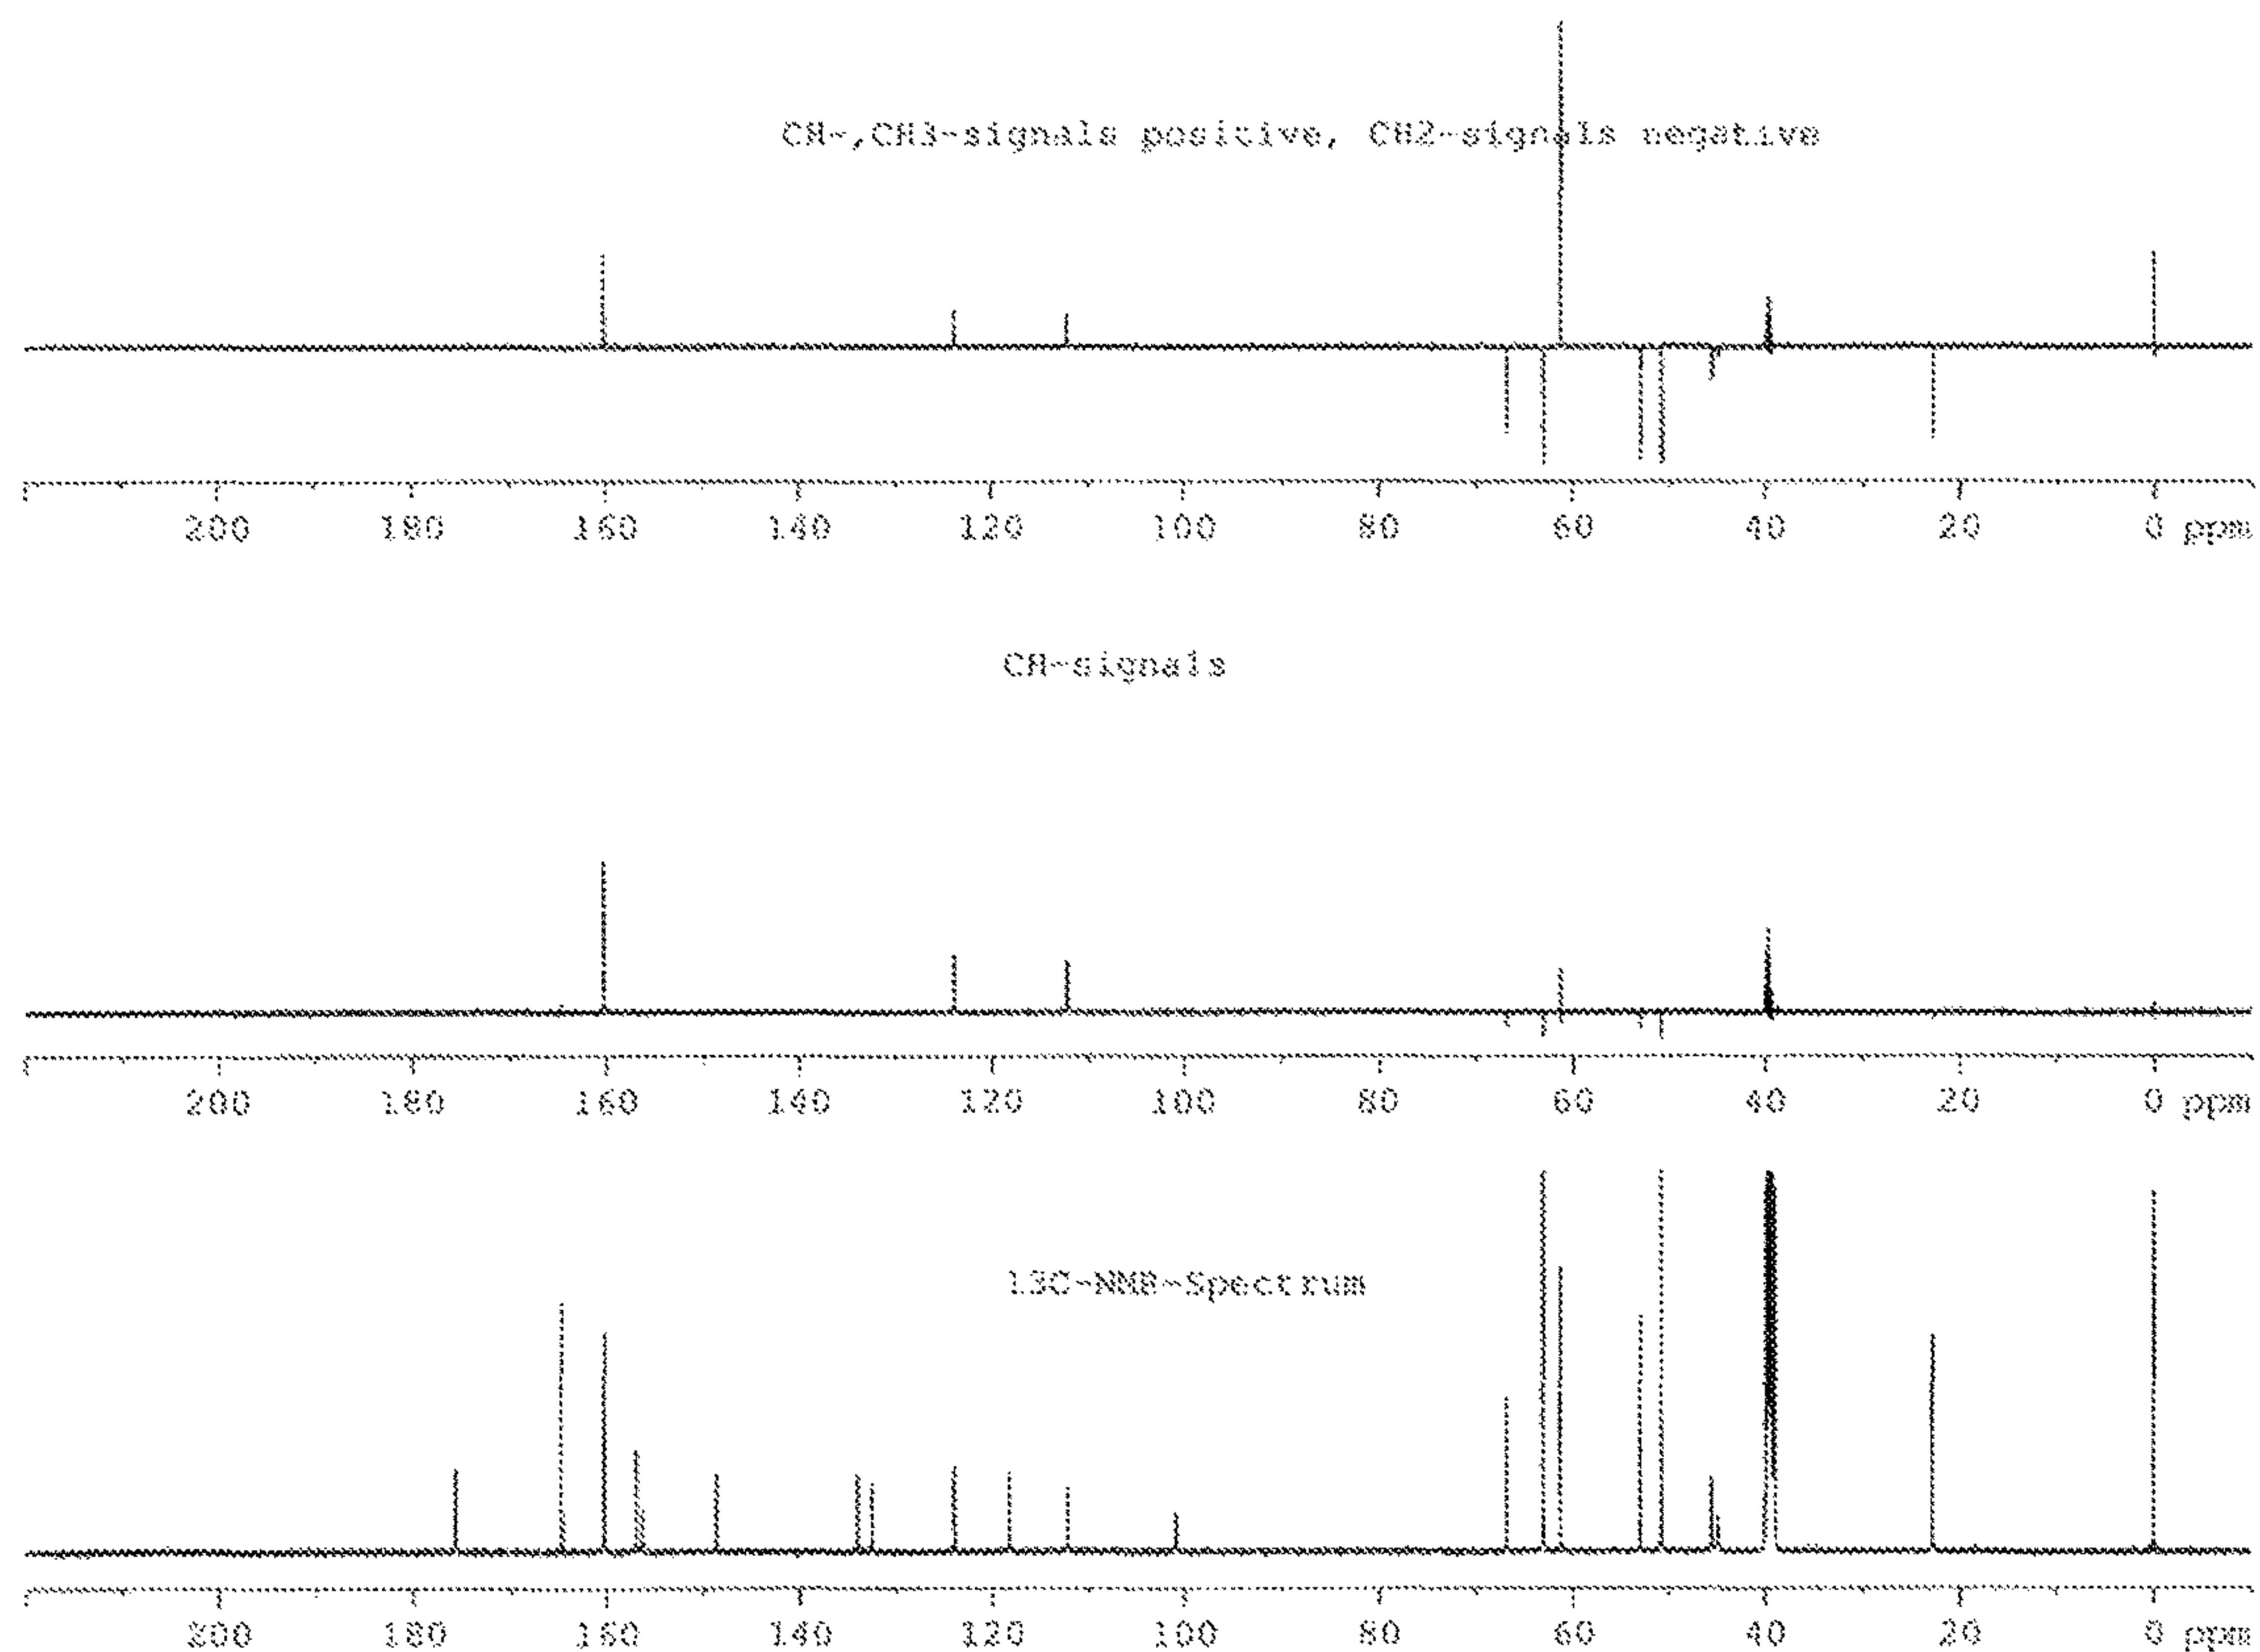 CH-,CH3-signals positive, CH2-signals negative
200 180 160 140 120 100 80 60 40 20 0 ppm
CH-signals
200 180 160 140 120 100 80 60 40 20 0 ppm
13C-NMR-Spectrum
200 180 160 140 120 100 80 60 40 20 0 ppm